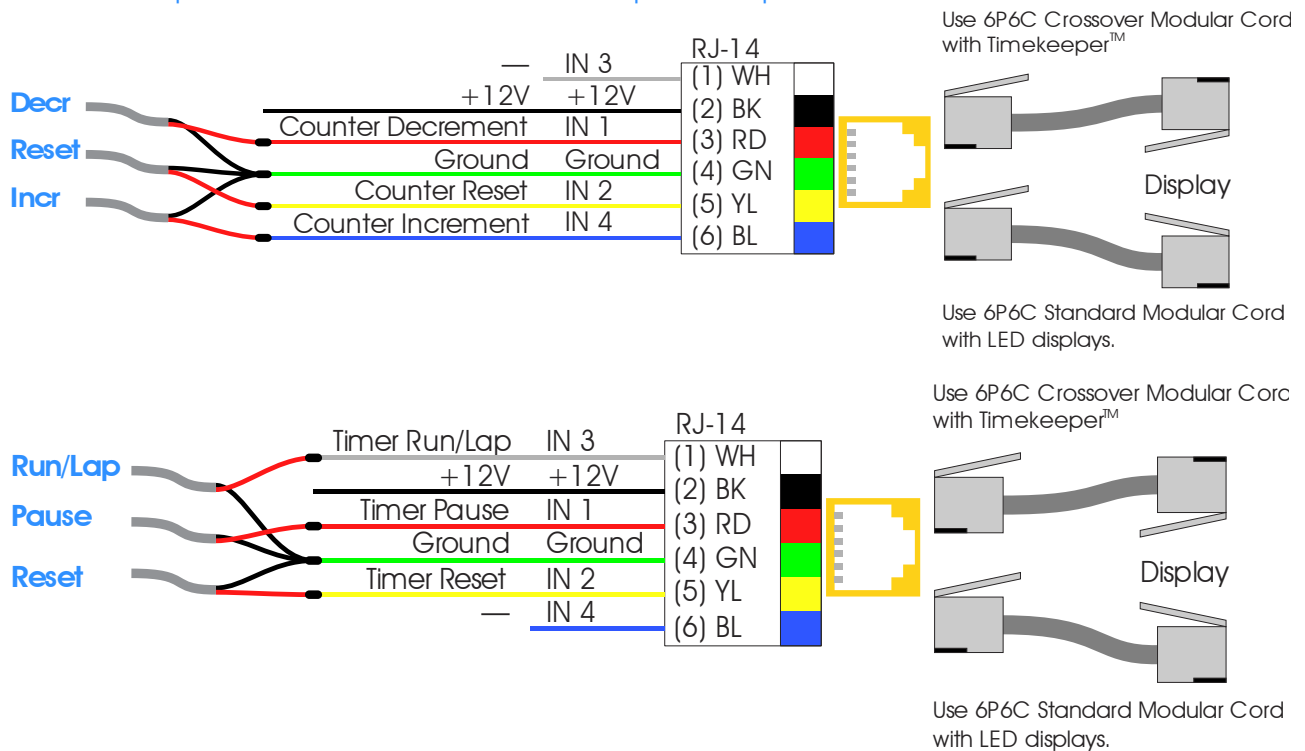 Use 6P6C Crossover Modular Cord
with Timekeeper™
RJ-14
— IN 3 (1) WH
+12V +12V (2) BK
Decr
Counter Decrement IN 1 (3) RD
Reset
Ground Ground (4) GN
Incr
Counter Reset IN 2 (5) YL
Counter Increment IN 4 (6) BL
Display
Use 6P6C Standard Modular Cord
with LED displays.
Use 6P6C Crossover Modular Cord
with Timekeeper™
RJ-14
Run/Lap
Timer Run/Lap IN 3 (1) WH
+12V +12V (2) BK
Pause
Timer Pause IN 1 (3) RD
Ground Ground (4) GN
Reset
Timer Reset IN 2 (5) YL
— IN 4 (6) BL
Display
Use 6P6C Standard Modular Cord
with LED displays.